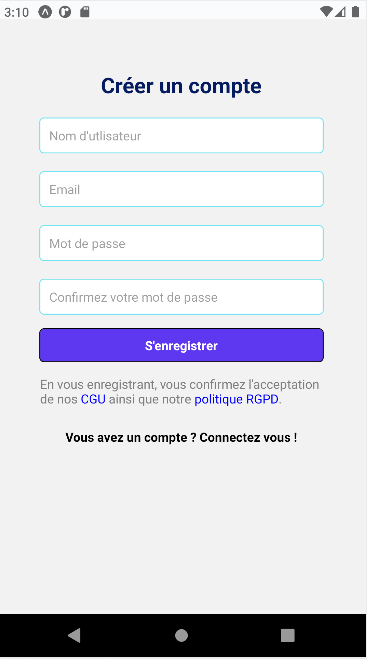 3:10
Créer un compte
Nom d'utlisateur
Email
Mot de passe
Confirmez votre mot de passe
S'enregistrer
En vous enregistrant, vous confirmez l'acceptation
de nos CGU ainsi que notre politique RGPD.
Vous avez un compte ? Connectez vous !